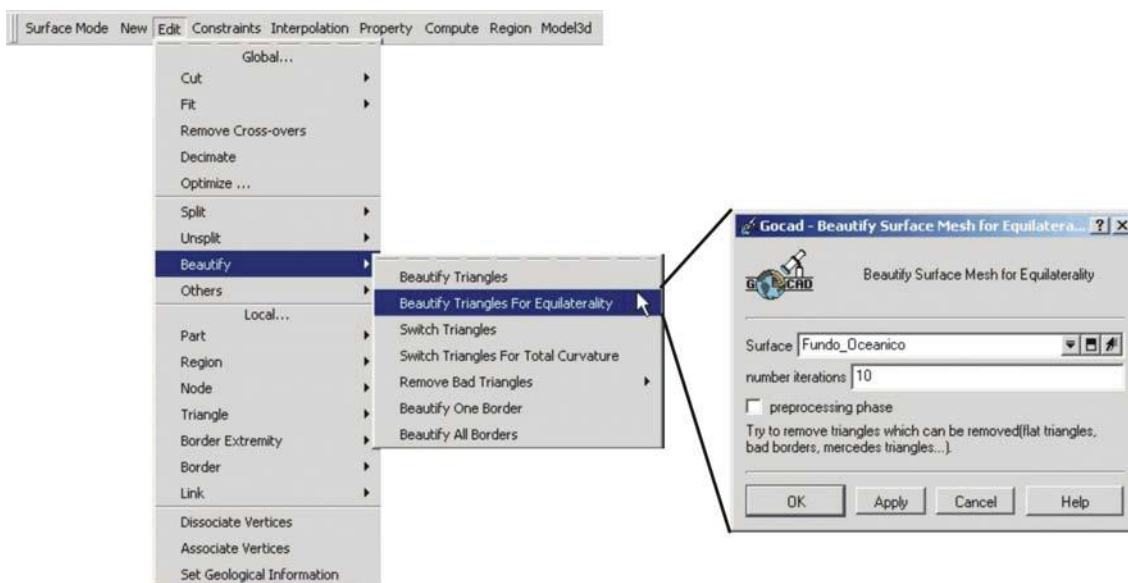 Surface Mode New Edit Constraints Interpolation Property Compute Region Model3d
Global...
Cut
Fit
Remove Cross-overs
Decimate
Optimize ...
Split
Unsplit
Beautify
Others
Local...
Part
Region
Node
Triangle
Border Extremity
Border
Link
Dissociate Vertices
Associate Vertices
Set Geological Information
Beautify Triangles
Beautify Triangles For Equilaterality
Switch Triangles
Switch Triangles For Total Curvature
Remove Bad Triangles
Beautify One Border
Beautify All Borders
Gocad - Beautify Surface Mesh for Equilatera...
GOCAD
Beautify Surface Mesh for Equilaterality
Surface Fundo_Oceanico
number iterations 10
preprocessing phase
Try to remove triangles which can be removed(flat triangles,
bad borders, mercedes triangles...).
OK Apply Cancel Help